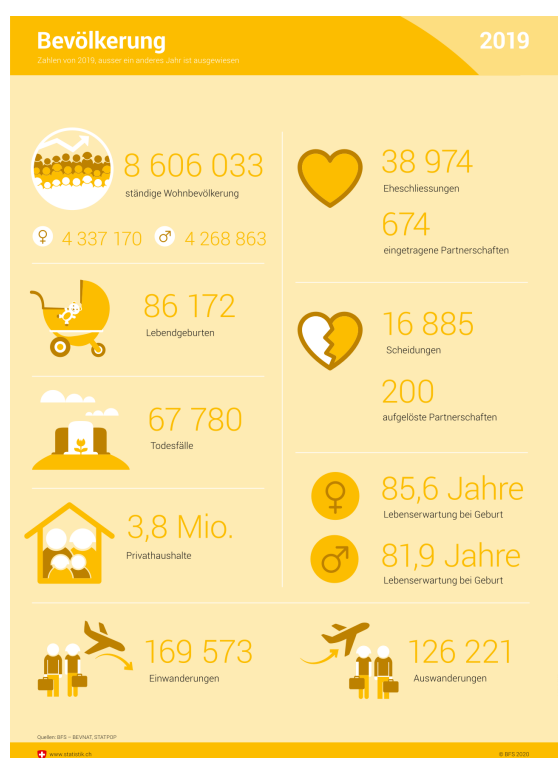 Bevölkerung
2019
Zahlen von 2019, ausser ein anderes Jahr ist ausgewiesen
8 606 033
ständige Wohnbevölkerung
4 337 170
4 268 863
86 172
Lebendgeburten
67 780
Todesfälle
3,8 Mio.
Privathaushalte
38 974
Eheschliessungen
674
eingetragene Partnerschaften
16 885
Scheidungen
200
aufgelöste Partnerschaften
85,6 Jahre
Lebenserwartung bei Geburt
81,9 Jahre
Lebenserwartung bei Geburt
169 573
Einwanderungen
126 221
Auswanderungen
Quellen: BFS – BEVNAT, STATPOP
www.statistik.ch
© BFS 2020